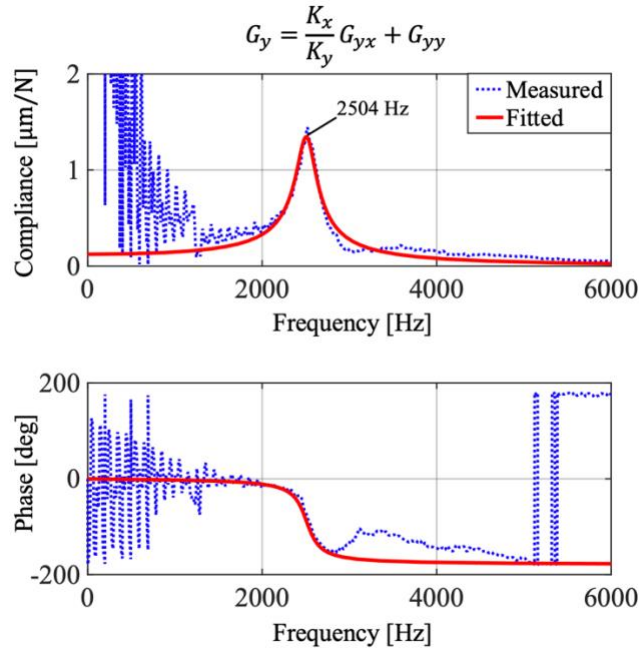 G_y = K_x/K_y G_yx + G_yy
Compliance [μm/N]
2
1
0
2504 Hz
Measured
Fitted
0 2000 4000 6000
Frequency [Hz]
Phase [deg]
200
0
-200
0 2000 4000 6000
Frequency [Hz]